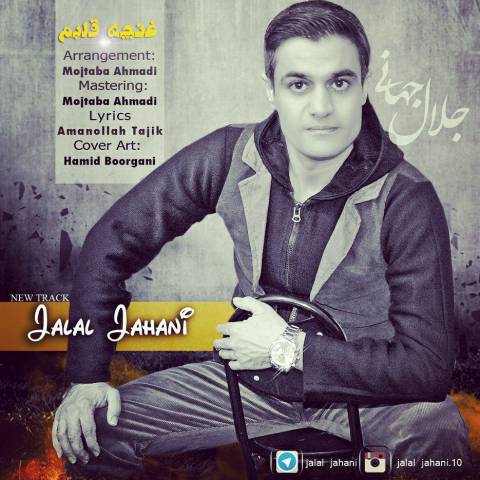 غنچه قلبم
Arrangement:
Mojtaba Ahmadi
Mastering:
Mojtaba Ahmadi
Lyrics
Amanollah Tajik
Cover Art:
Hamid Boorgani
جلال جهانی
NEW TRACK
Jalal Jahani
jalal jahani
jalal jahani.10